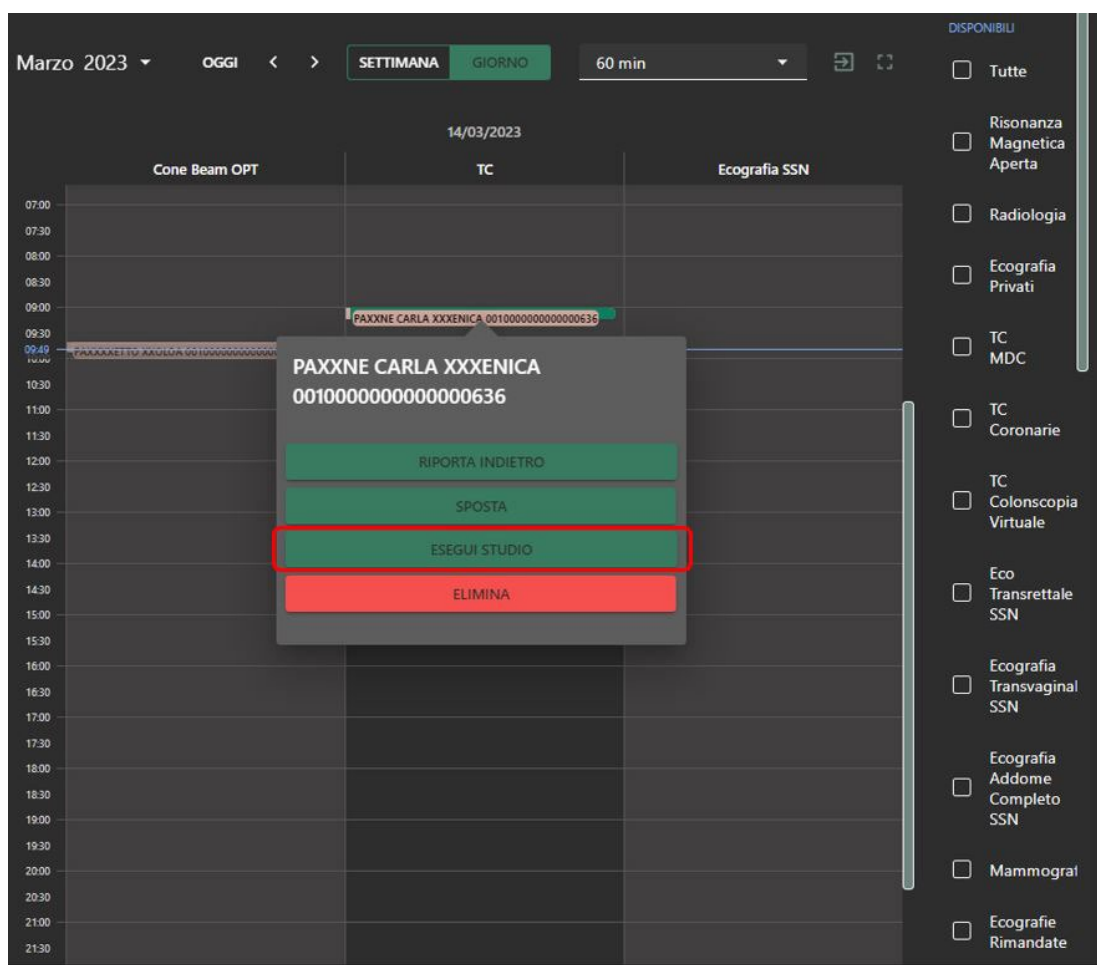 DISPONIBILI
Marzo 2023
OGGI
SETTIMANA
GIORNO
60 min
Tutte
14/03/2023
Cone Beam OPT
TC
Ecografia SSN
Risonanza
Magnetica
Aperta
Radiologia
Ecografia
Privati
TC
MDC
TC
Coronarie
TC
Colonscopia
Virtuale
Eco
Transrettale
SSN
Ecografia
Transvaginal
SSN
Ecografia
Addome
Completo
SSN
Mammograf
Ecografie
Rimandate
07:00
07:30
08:00
08:30
09:00
09:30
09:49
10:30
11:00
11:30
12:00
12:30
13:00
13:30
14:00
14:30
15:00
15:30
16:00
16:30
17:00
17:30
18:00
18:30
19:00
19:30
20:00
20:30
21:00
21:30
PAXXNE CARLA XXXENICA 0010000000000000636
PAXXNE CARLA XXXENICA
0010000000000000636
RIPORTA INDIETRO
SPOSTA
ESEGUI STUDIO
ELIMINA